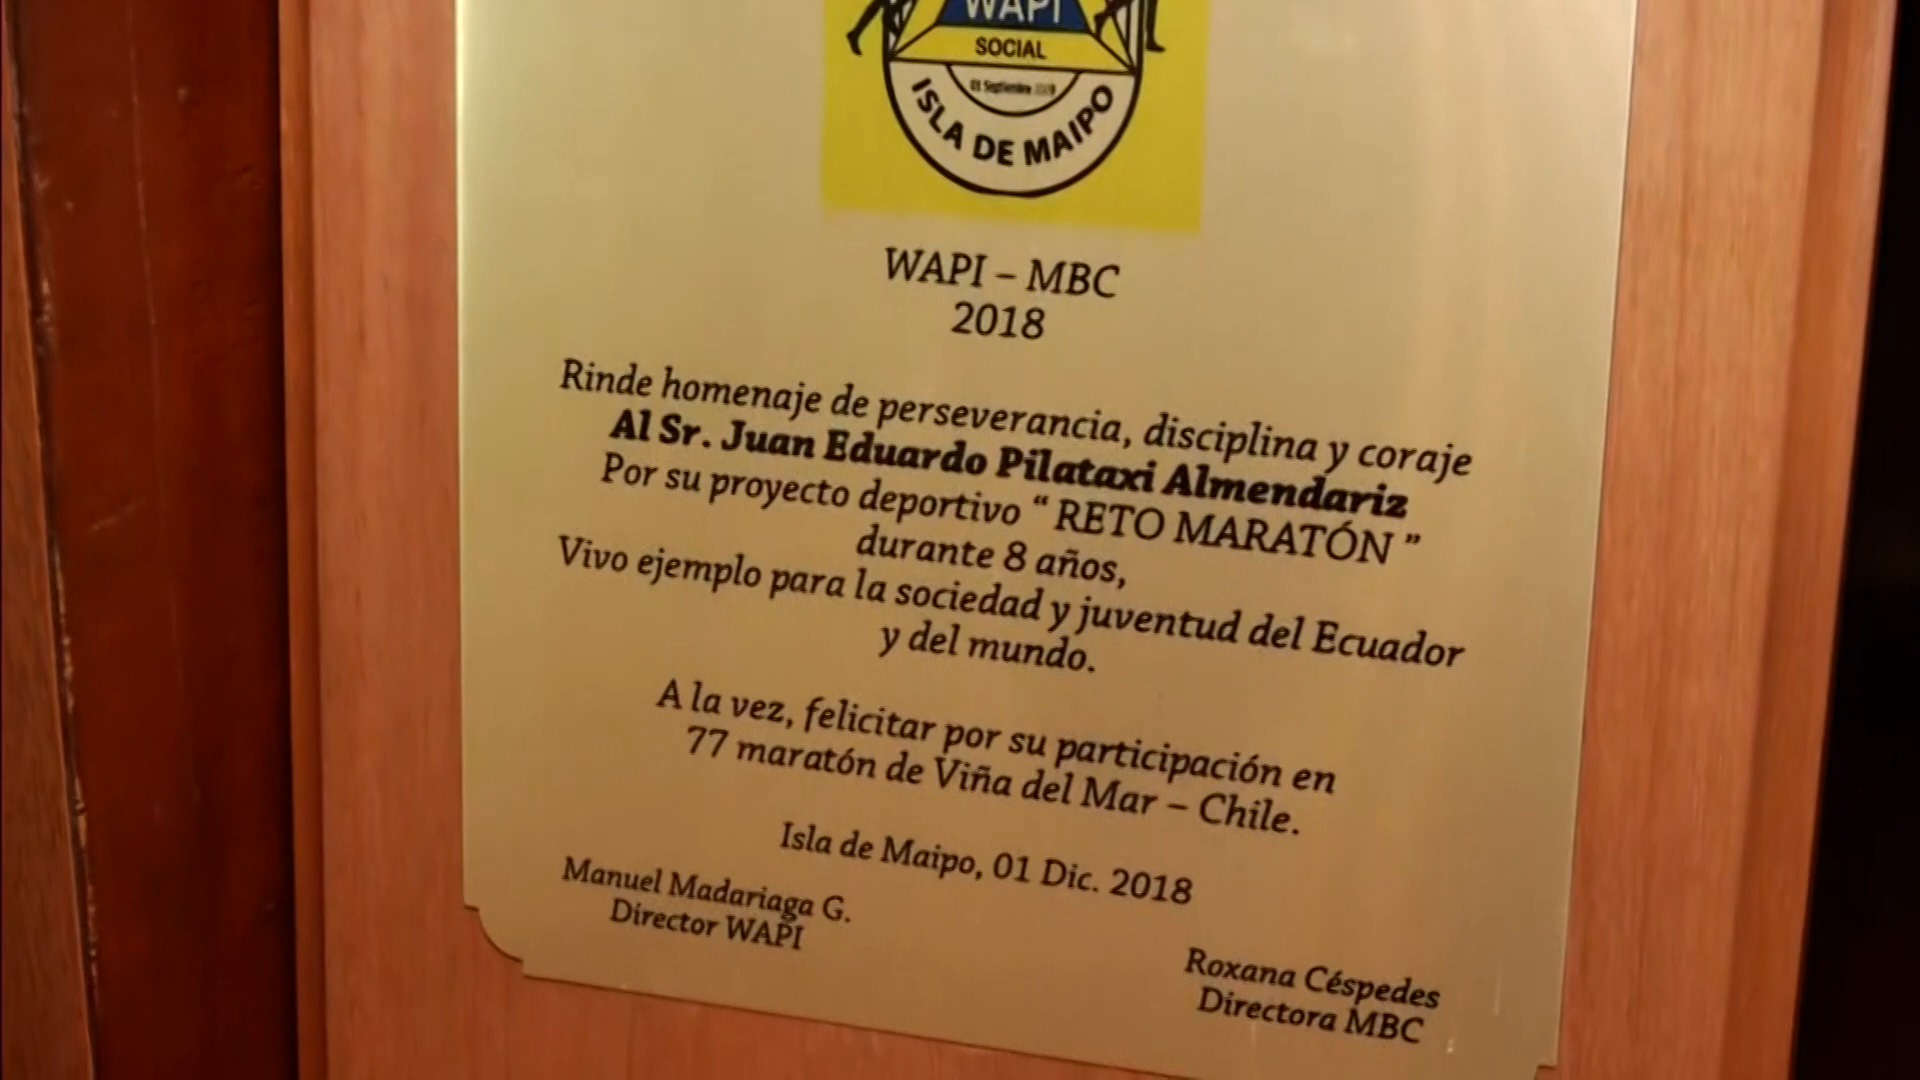 WAPI
SOCIAL
01 Septiembre
ISLA DE MAIPO
WAPI – MBC
2018
Rinde homenaje de perseverancia, disciplina y coraje
Al Sr. Juan Eduardo Pilataxi Almendariz
Por su proyecto deportivo “ RETO MARATÓN ”
durante 8 años,
Vivo ejemplo para la sociedad y juventud del Ecuador
y del mundo.
A la vez, felicitar por su participación en
77 maratón de Viña del Mar – Chile.
Isla de Maipo, 01 Dic. 2018
Manuel Madariaga G.
Director WAPI
Roxana Céspedes
Directora MBC